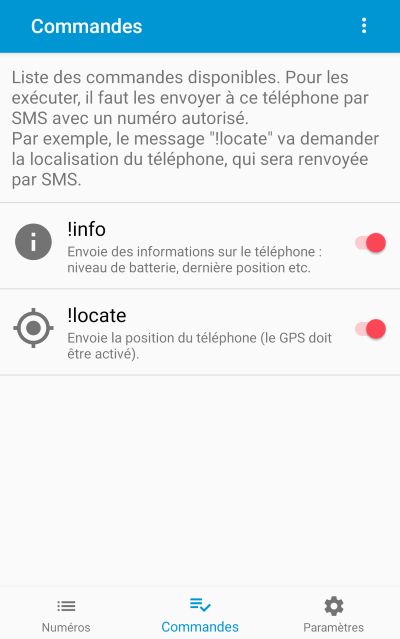 Commandes
Liste des commandes disponibles. Pour les
exécuter, il faut les envoyer à ce téléphone par
SMS avec un numéro autorisé.
Par exemple, le message "!locate" va demander
la localisation du téléphone, qui sera renvoyée
par SMS.
!info
Envoie des informations sur le téléphone :
niveau de batterie, dernière position etc.
!locate
Envoie la position du téléphone (le GPS doit
être activé).
Numéros
Commandes
Paramètres